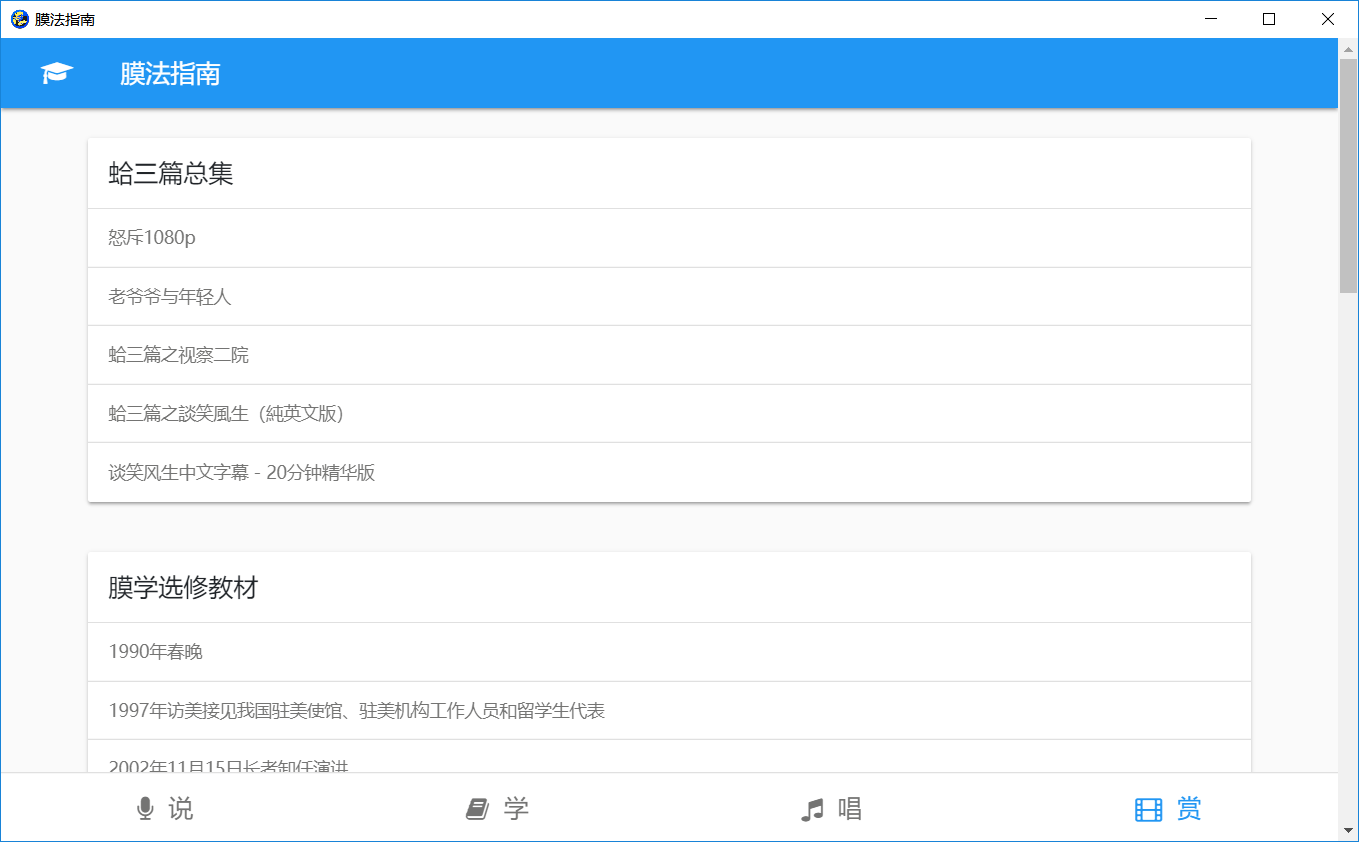 膜法指南
膜法指南
蛤三篇总集
怒斥1080p
老爷爷与年轻人
蛤三篇之视察二院
蛤三篇之談笑風生（純英文版）
谈笑风生中文字幕 - 20分钟精华版
膜学选修教材
1990年春晚
1997年访美接见我国驻美使馆、驻美机构工作人员和留学生代表
2002年11月15日长者卸任演讲
说
学
唱
赏